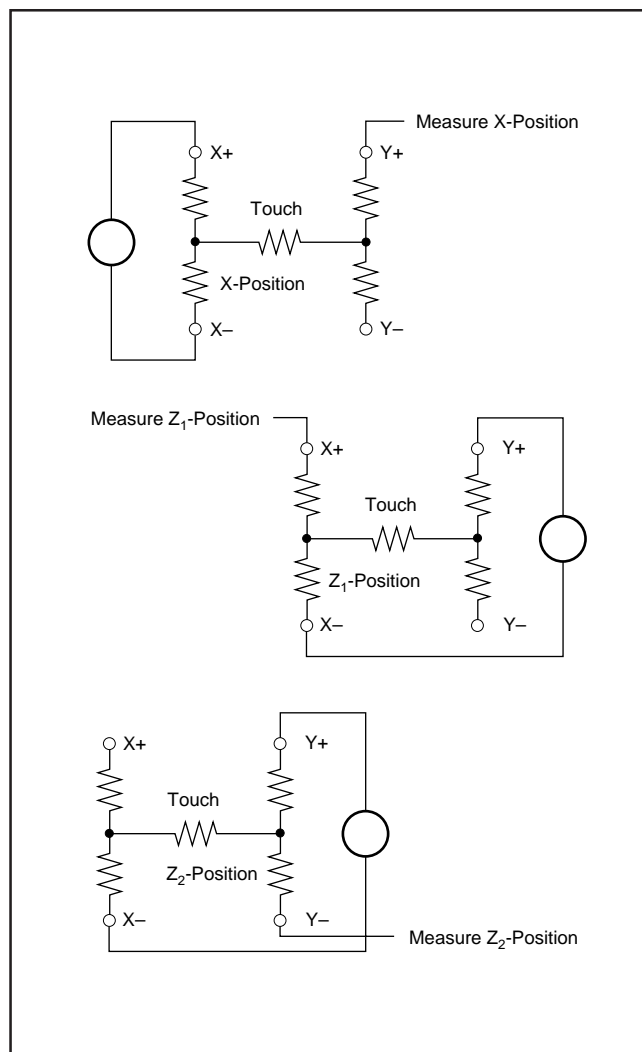 Measure X-Position
X+
Y+
Touch
X-Position
X–
Y–
Measure Z₁-Position
X+
Y+
Touch
Z₁-Position
X–
Y–
X+
Y+
Touch
Z₂-Position
X–
Y–
Measure Z₂-Position